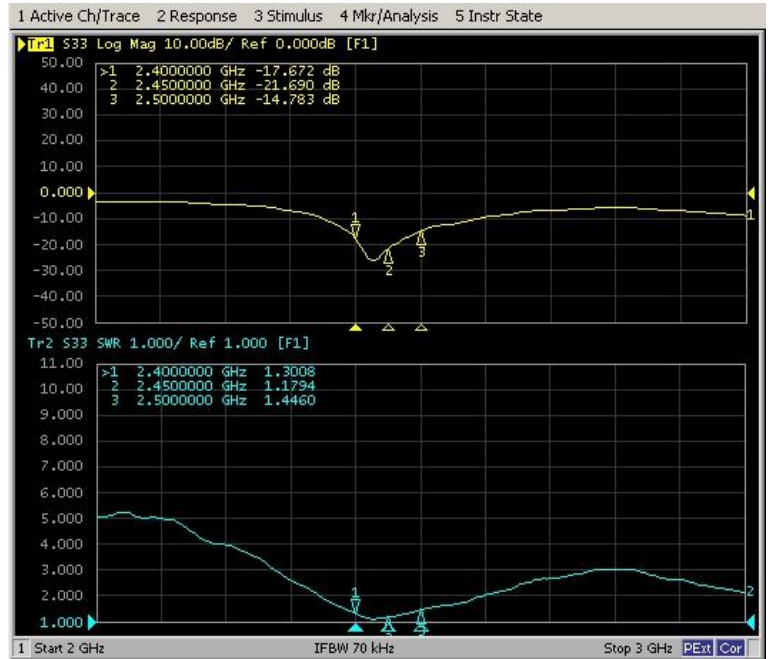 1 Active Ch/Trace 2 Response 3 Stimulus 4 Mkr/Analysis 5 Instr State
Tr1 S33 Log Mag 10.00dB/ Ref 0.000dB [F1]
50.00
>1 2.4000000 GHz -17.672 dB
2 2.4500000 GHz -21.690 dB
3 2.5000000 GHz -14.783 dB
40.00
30.00
20.00
10.00
0.000
-10.00
-20.00
-30.00
-40.00
-50.00
1
2
3
1
Tr2 S33 SWR 1.000/ Ref 1.000 [F1]
11.00
>1 2.4000000 GHz 1.3008
2 2.4500000 GHz 1.1794
3 2.5000000 GHz 1.4460
10.00
9.000
8.000
7.000
6.000
5.000
4.000
3.000
2.000
1.000
1
2
1 Start 2 GHz IFBW 70 kHz Stop 3 GHz PExt Cor